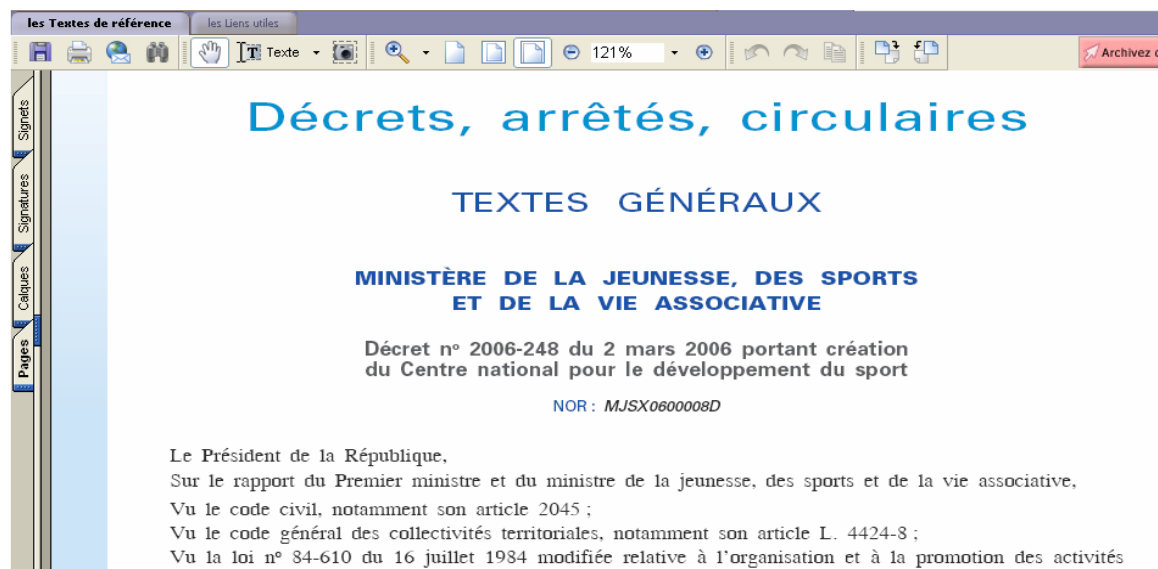 les Textes de référence
les Liens utiles
Texte
121%
Archivez
Signets
Signatures
Calques
Pages
Décrets, arrêtés, circulaires
TEXTES GÉNÉRAUX
MINISTÈRE DE LA JEUNESSE, DES SPORTS
ET DE LA VIE ASSOCIATIVE
Décret nº 2006-248 du 2 mars 2006 portant création
du Centre national pour le développement du sport
NOR : MJSX0600008D
Le Président de la République,
Sur le rapport du Premier ministre et du ministre de la jeunesse, des sports et de la vie associative,
Vu le code civil, notamment son article 2045 ;
Vu le code général des collectivités territoriales, notamment son article L. 4424-8 ;
Vu la loi nº 84-610 du 16 juillet 1984 modifiée relative à l'organisation et à la promotion des activités